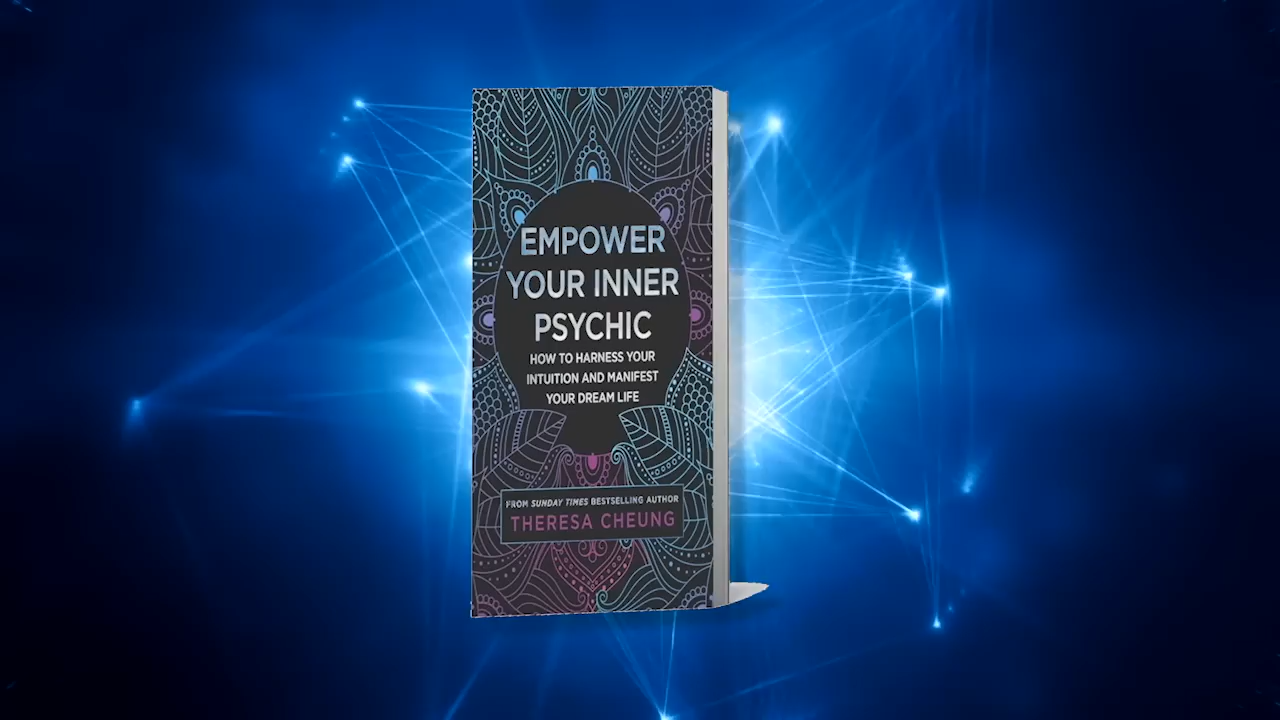 EMPOWER
YOUR INNER
PSYCHIC
HOW TO HARNESS YOUR
INTUITION AND MANIFEST
YOUR DREAM LIFE
FROM SUNDAY TIMES BESTSELLING AUTHOR
THERESA CHEUNG